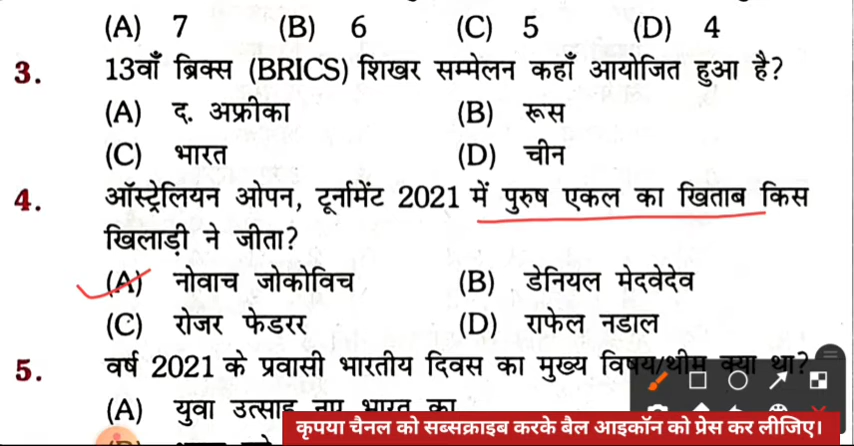 (A) 7 (B) 6 (C) 5 (D) 4
3. 13वाँ ब्रिक्स (BRICS) शिखर सम्मेलन कहाँ आयोजित हुआ है?
(A) द. अफ्रीका (B) रूस
(C) भारत (D) चीन
4. ऑस्ट्रेलियन ओपन, टूर्नामेंट 2021 में पुरुष एकल का खिताब किस
खिलाड़ी ने जीता?
(A) नोवाच जोकोविच (B) डेनियल मेदवेदेव
(C) रोजर फेडरर (D) राफेल नडाल
5. वर्ष 2021 के प्रवासी भारतीय दिवस का मुख्य विषय/थीम क्या था?
(A) युवा उत्साह नए भारत का
कृपया चैनल को सब्सक्राइब करके बैल आइकॉन को प्रेस कर लीजिए।